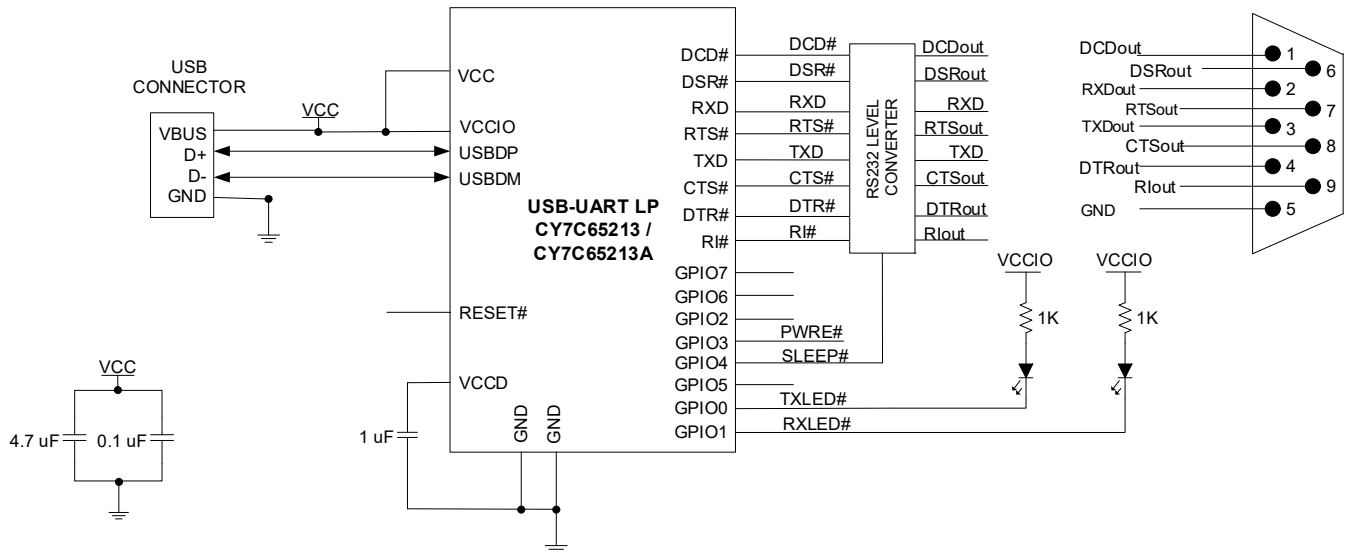 USB
CONNECTOR
VBUS
D+
D-
GND
VCC
VCC
VCCIO
USBDP
USBDM
RESET#
VCCD
GND
GND
USB-UART LP
CY7C65213 /
CY7C65213A
DCD#
DSR#
RXD
RTS#
TXD
CTS#
DTR#
RI#
GPIO7
GPIO6
GPIO2
GPIO3
GPIO4
GPIO5
GPIO0
GPIO1
DCD#
DSR#
RXD
RTS#
TXD
CTS#
DTR#
RI#
PWRE#
SLEEP#
TXLED#
RXLED#
RS232 LEVEL
CONVERTER
DCDout
DSRout
RXD
RTSout
TXD
CTSout
DTRout
RIout
DCDout 1
DSRout 6
RXDout 2
RTSout 7
TXDout 3
CTSout 8
DTRout 4
RIout 9
GND 5
VCCIO
1K
VCCIO
1K
VCC
4.7 uF
0.1 uF
1 uF